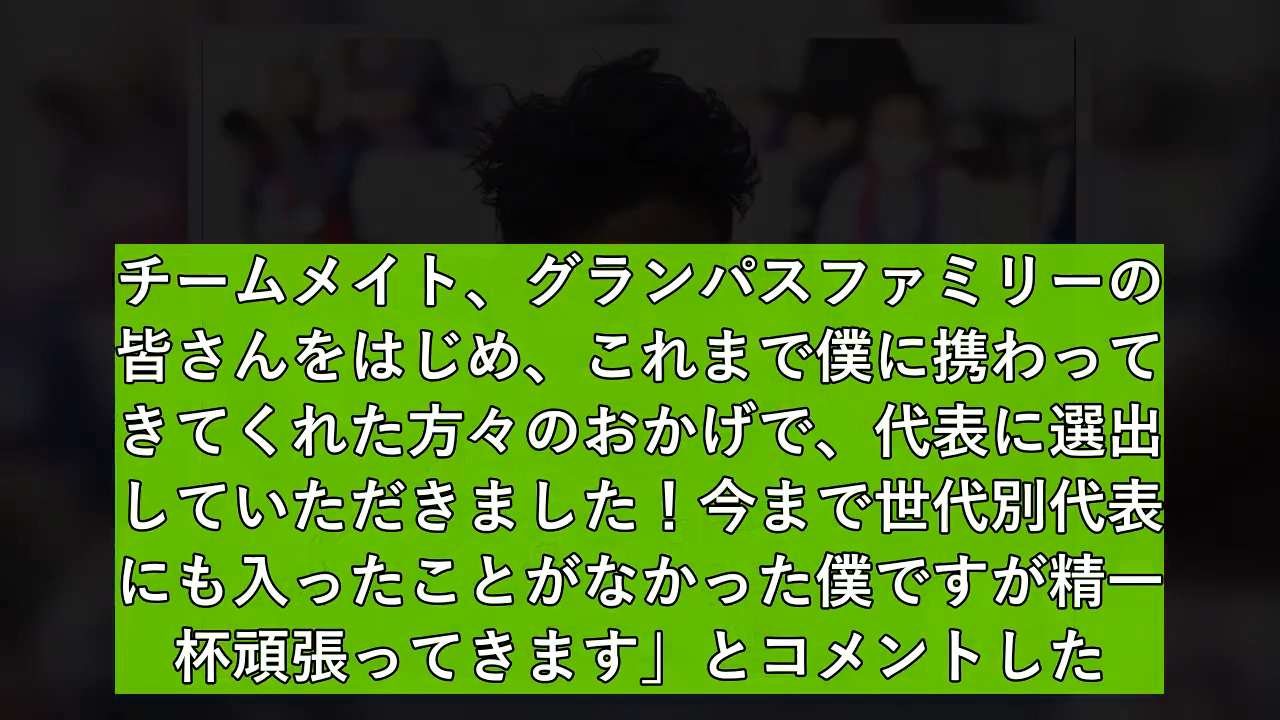 チームメイト、グランパスファミリーの
皆さんをはじめ、これまで僕に携わって
きてくれた方々のおかげで、代表に選出
していただきました！今まで世代別代表
にも入ったことがなかった僕ですが精一
杯頑張ってきます」とコメントした